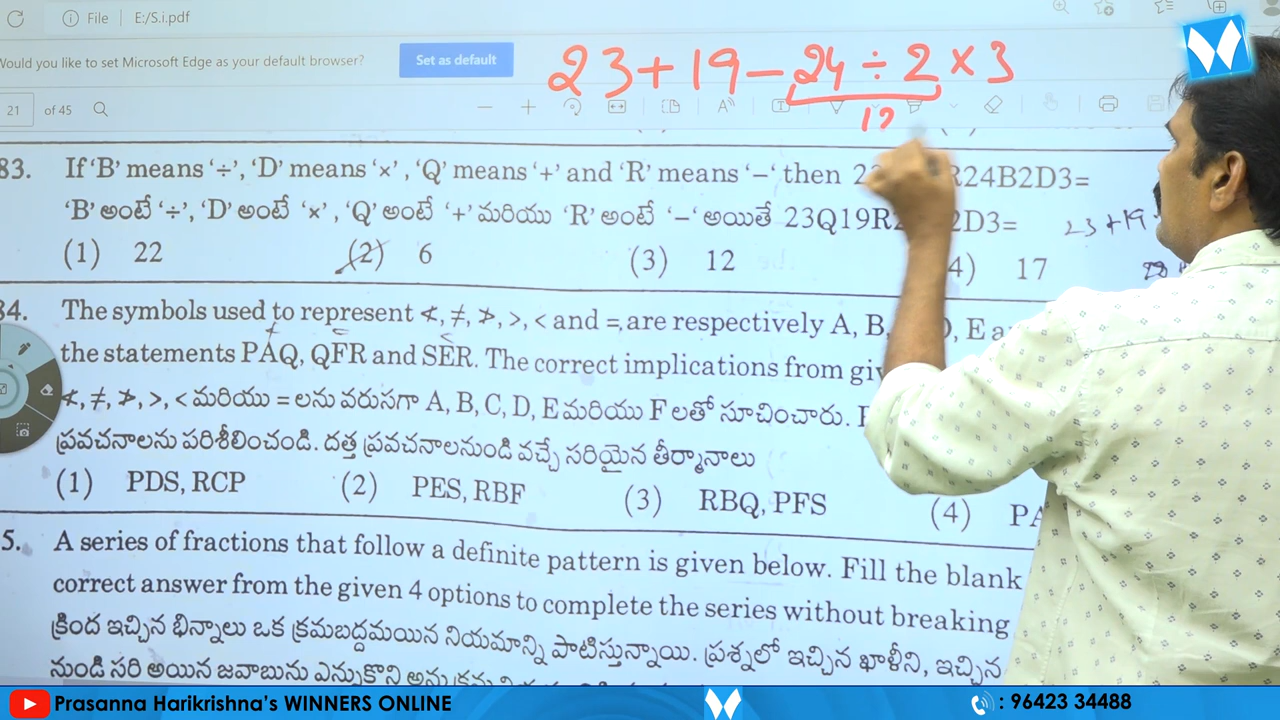 File E:/S.i.pdf
Would you like to set Microsoft Edge as your default browser? Set as default
23+19-24÷2×3
21 of 45
12
83. If 'B' means '÷', 'D' means '×', 'Q' means '+' and 'R' means '–' then 2 R24B2D3=
'B' అంటే '÷', 'D' అంటే '×', 'Q' అంటే '+' మరియు 'R' అంటే '–' అయితే 23Q19R2 2D3=
23+19
(1) 22 (2) 6 (3) 12 4) 17
84. The symbols used to represent ≮, ≠, ≯, >, < and =, are respectively A, B, D, E a
the statements PAQ, QFR and SER. The correct implications from giv
≮, ≠, ≯, >, < మరియు = లను వరుసగా A, B, C, D, E మరియు F లతో సూచించారు. P
ప్రవచనాలను పరిశీలించండి. దత్త ప్రవచనాలనుండి వచ్చే సరియైన తీర్మానాలు
(1) PDS, RCP (2) PES, RBF (3) RBQ, PFS (4) PA
5. A series of fractions that follow a definite pattern is given below. Fill the blank
correct answer from the given 4 options to complete the series without breaking
క్రింద ఇచ్చిన భిన్నాలు ఒక క్రమబద్దమయిన నియమాన్ని పాటిస్తున్నాయి. ప్రశ్నలో ఇచ్చిన ఖాళీని, ఇచ్చిన
నుండి సరి అయిన జవాబును ఎన్నుకొని
Prasanna Harikrishna's WINNERS ONLINE : 96423 34488